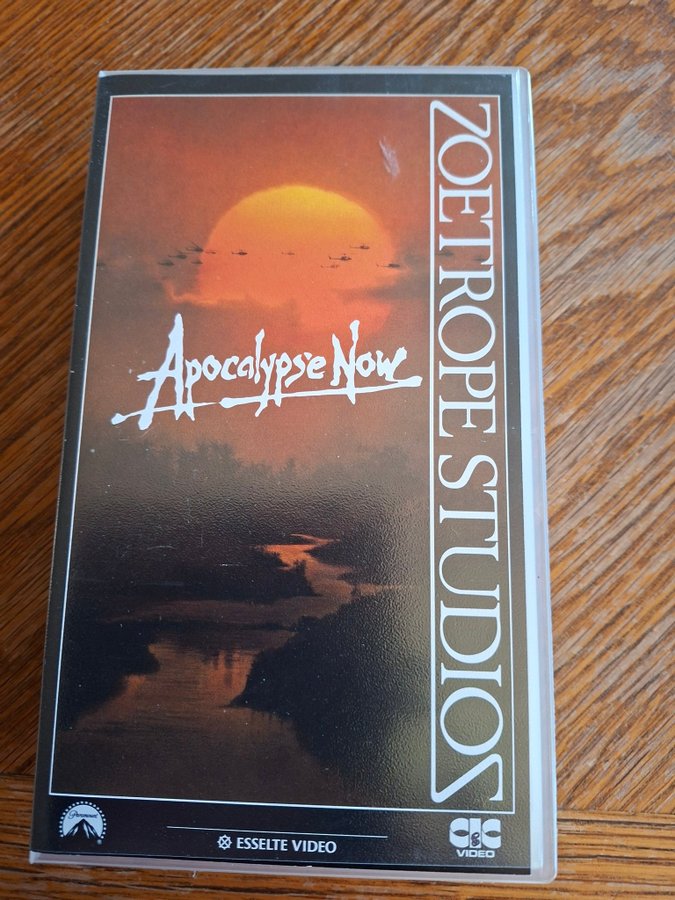 ZOETROPE STUDIOS
Apocalypse Now
Paramount
®
ESSELTE VIDEO
CIC
VIDEO